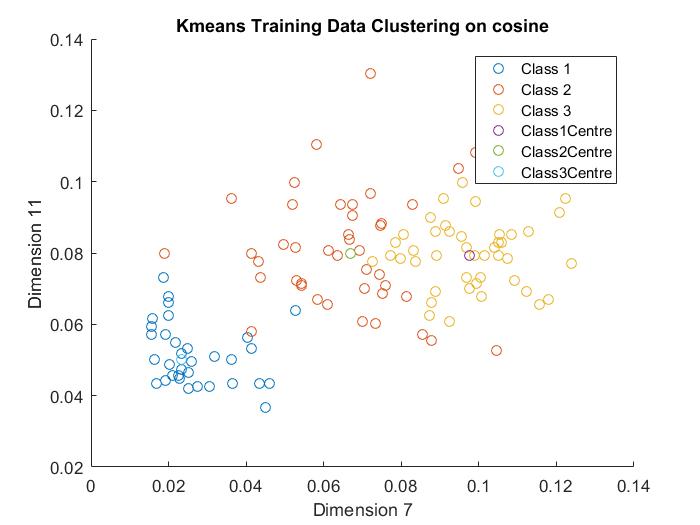 Kmeans Training Data Clustering on cosine
0.14
0.12
0.1
0.08
0.06
0.04
0.02
Dimension 11
Class 1
Class 2
Class 3
Class1Centre
Class2Centre
Class3Centre
0 0.02 0.04 0.06 0.08 0.1 0.12 0.14
Dimension 7